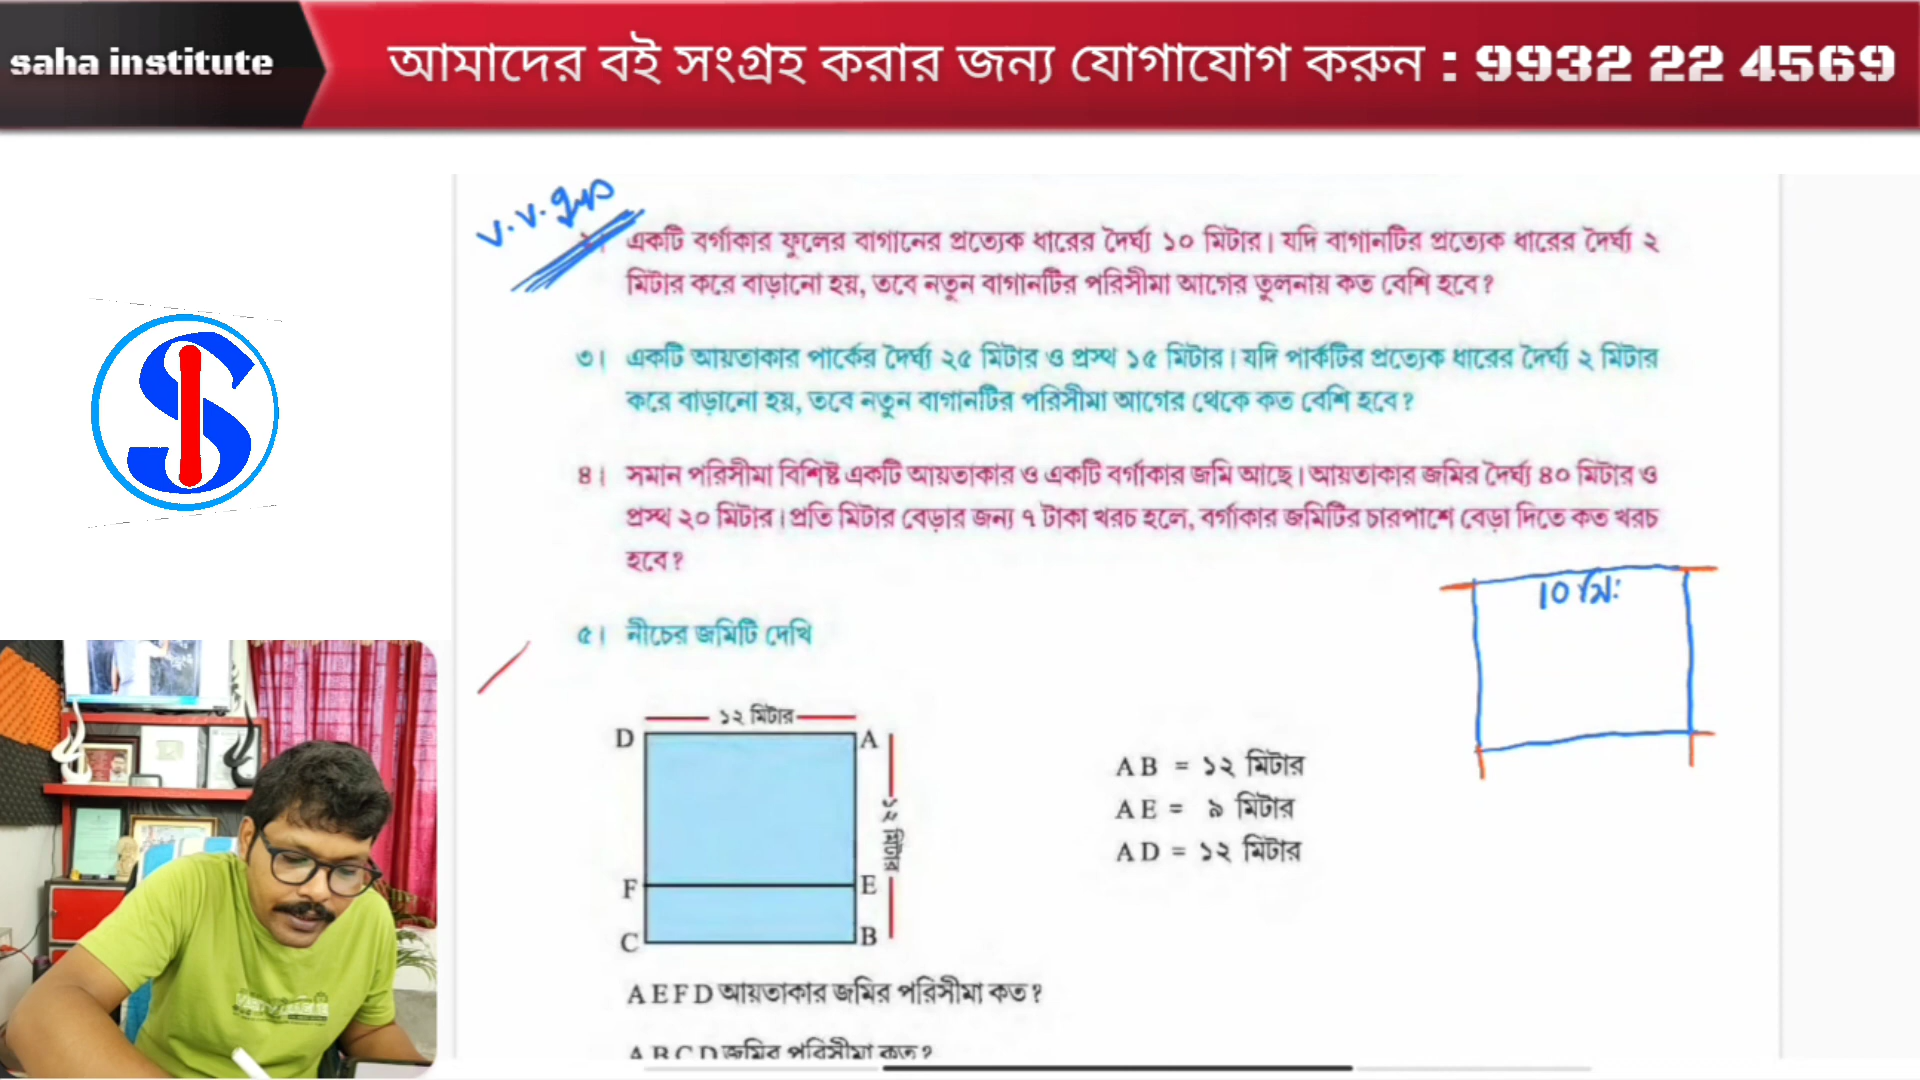 saha institute
আমাদের বই সংগ্রহ করার জন্য যোগাযোগ করুন : 9932 22 4569
v.v.
একটি বর্গাকার ফুলের বাগানের প্রত্যেক ধারের দৈর্ঘ্য ১০ মিটার। যদি বাগানটির প্রত্যেক ধারের দৈর্ঘ্য ২
মিটার করে বাড়ানো হয়, তবে নতুন বাগানটির পরিসীমা আগের তুলনায় কত বেশি হবে?
৩। একটি আয়তাকার পার্কের দৈর্ঘ্য ২৫ মিটার ও প্রস্থ ১৫ মিটার। যদি পার্কটির প্রত্যেক ধারের দৈর্ঘ্য ২ মিটার
করে বাড়ানো হয়, তবে নতুন বাগানটির পরিসীমা আগের থেকে কত বেশি হবে?
৪। সমান পরিসীমা বিশিষ্ট একটি আয়তাকার ও একটি বর্গাকার জমি আছে। আয়তাকার জমির দৈর্ঘ্য ৪০ মিটার ও
প্রস্থ ২০ মিটার। প্রতি মিটার বেড়ার জন্য ৭ টাকা খরচ হলে, বর্গাকার জমিটির চারপাশে বেড়া দিতে কত খরচ
হবে?
10 মি:
৫। নীচের জমিটি দেখি
১২ মিটার
D A
১২ মিটার
AB = ১২ মিটার
AE = ৯ মিটার
AD = ১২ মিটার
F E
C B
AEFD আয়তাকার জমির পরিসীমা কত?
ABCD জমির পরিসীমা কত?